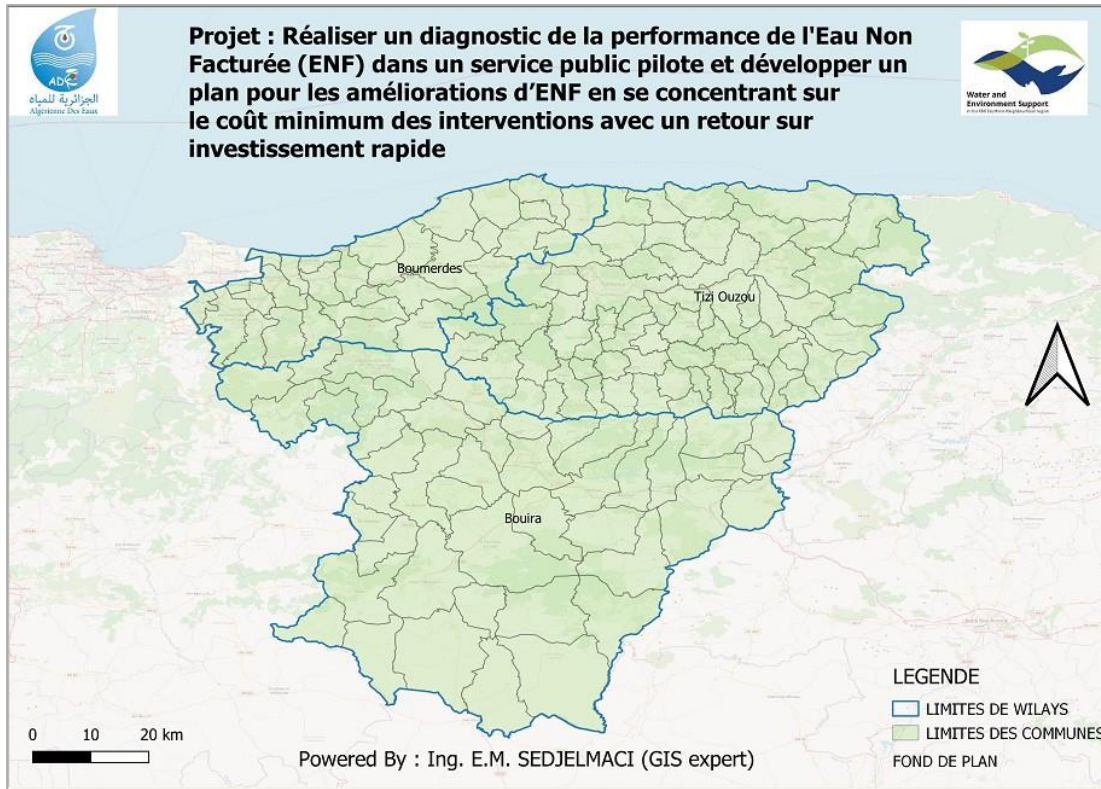 Projet : Réaliser un diagnostic de la performance de l'Eau Non
Facturée (ENF) dans un service public pilote et développer un
plan pour les améliorations d'ENF en se concentrant sur
le coût minimum des interventions avec un retour sur
investissement rapide
ADE
الجزائرية للمياه
Algérienne Des Eaux
Water and
Environment Support
Boumerdes
Tizi Ouzou
Bouira
LEGENDE
LIMITES DE WILAYS
LIMITES DES COMMUNES
FOND DE PLAN
0 10 20 km
Powered By : Ing. E.M. SEDJELMACI (GIS expert)